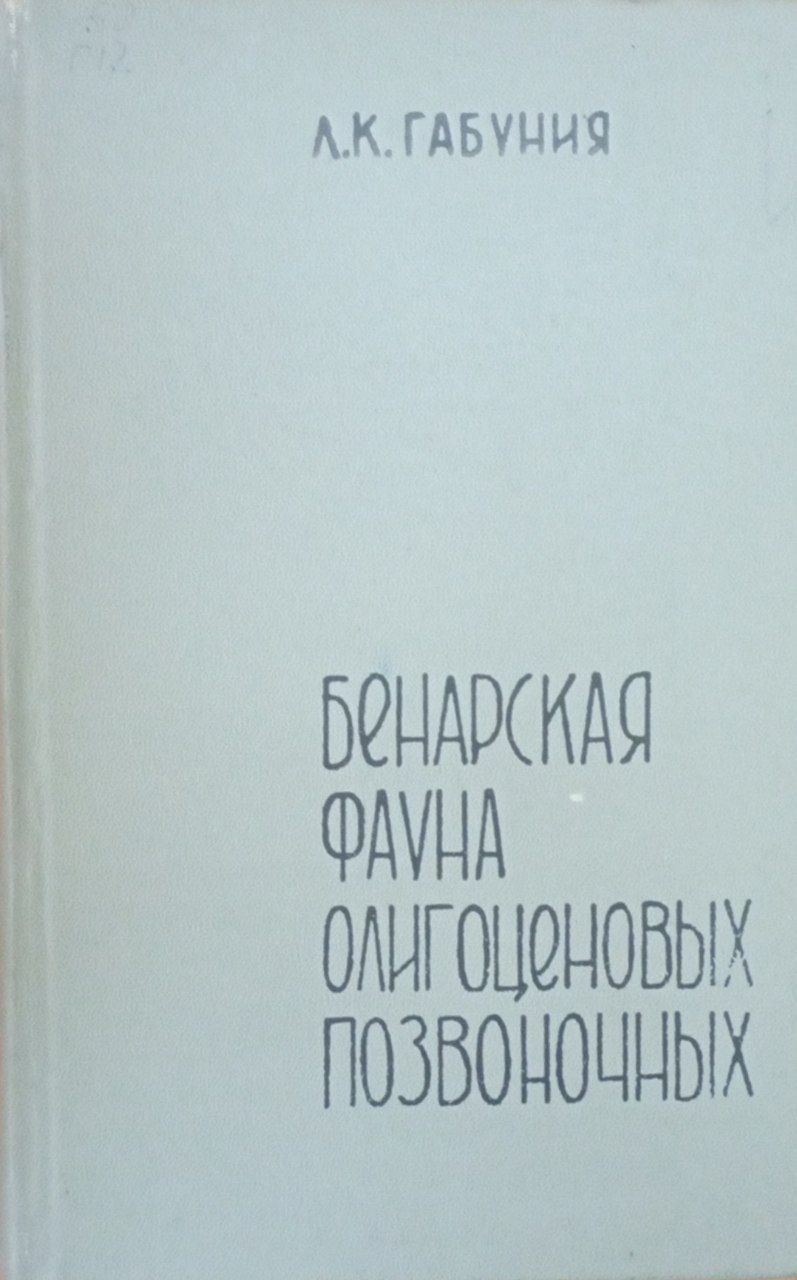 Л.К. ГАБУНИЯ
БЕНАРСКАЯ
ФАУНА
ОЛИГОЦЕНОВЫХ
ПОЗВОНОЧНЫХ